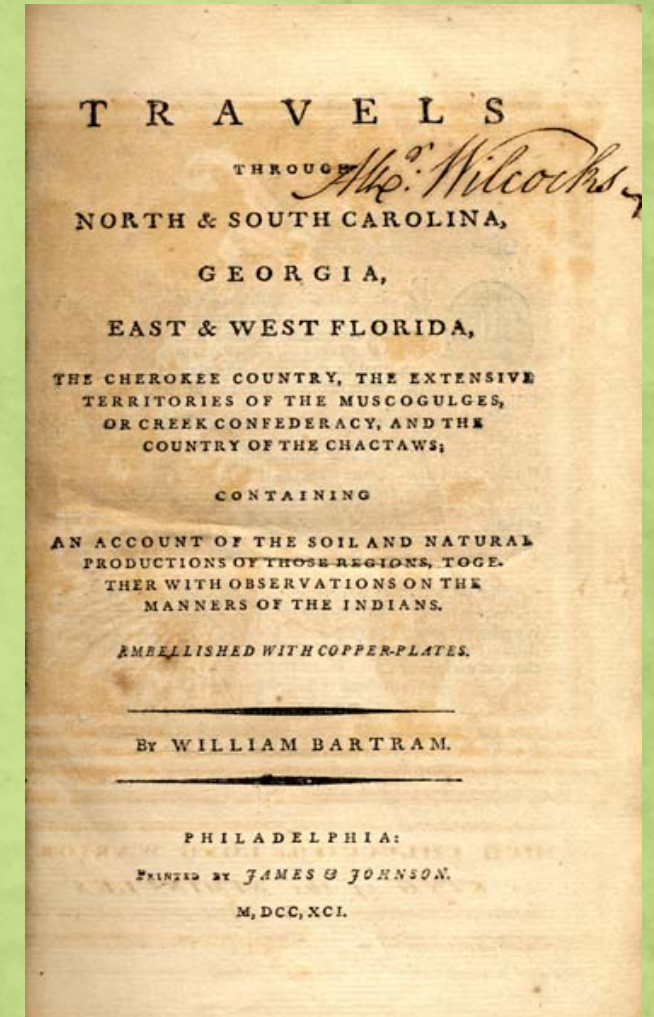 TRAVELS
THROUGH
Alexr. Wilcocks
NORTH & SOUTH CAROLINA,
GEORGIA,
EAST & WEST FLORIDA,
THE CHEROKEE COUNTRY, THE EXTENSIVE
TERRITORIES OF THE MUSCOGULGES,
OR CREEK CONFEDERACY, AND THE
COUNTRY OF THE CHACTAWS;
CONTAINING
AN ACCOUNT OF THE SOIL AND NATURAL
PRODUCTIONS OF THOSE REGIONS, TOGE-
THER WITH OBSERVATIONS ON THE
MANNERS OF THE INDIANS.
EMBELLISHED WITH COPPER-PLATES.
BY WILLIAM BARTRAM.
PHILADELPHIA:
PRINTED BY JAMES & JOHNSON.
M,DCC,XCI.